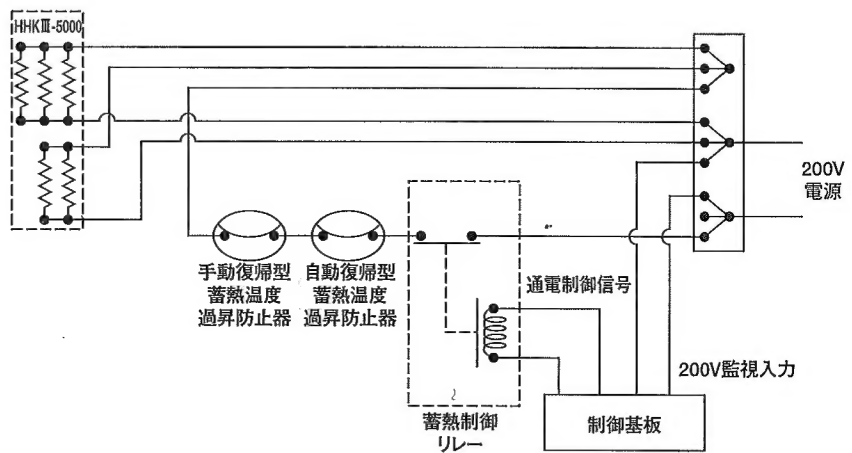 HHKⅢ-5000
200V
電源
手動復帰型
蓄熱温度
過昇防止器
自動復帰型
蓄熱温度
過昇防止器
通電制御信号
200V監視入力
蓄熱制御
リレー
制御基板